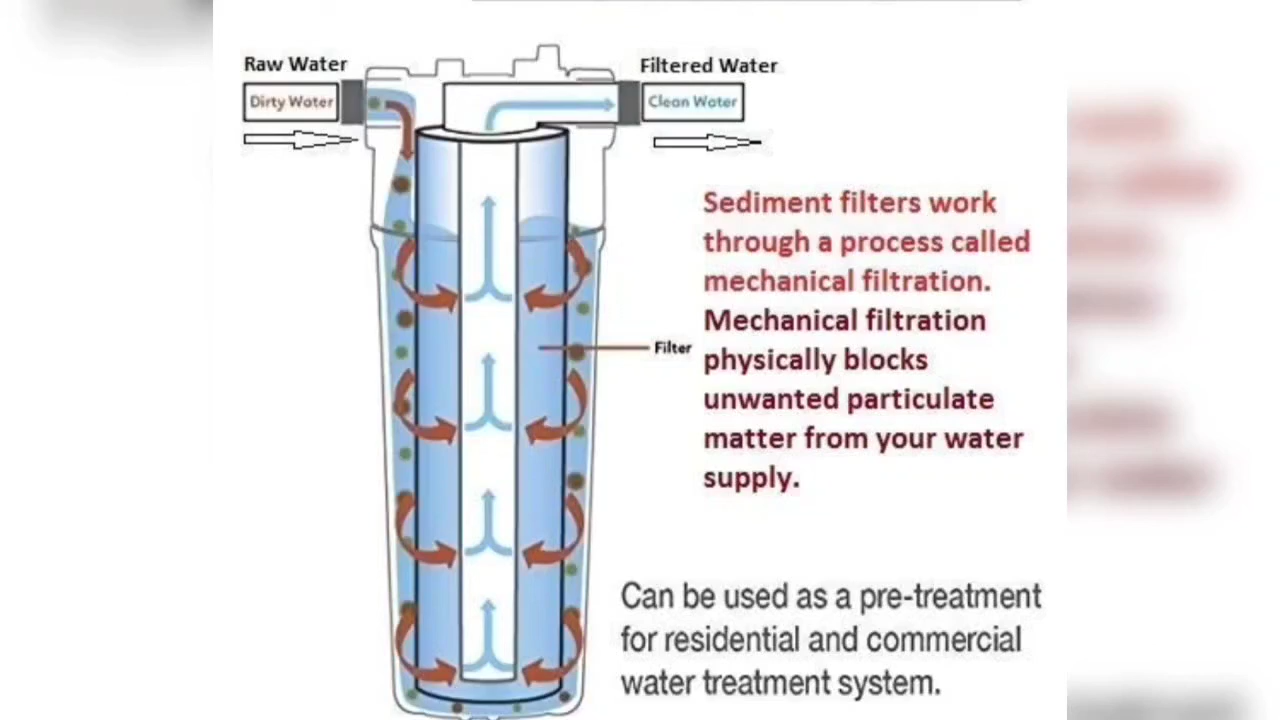 Raw Water
Filtered Water
Dirty Water
Clean Water
Sediment filters work
through a process called
mechanical filtration.
Mechanical filtration
physically blocks
unwanted particulate
matter from your water
supply.
Filter
Can be used as a pre-treatment
for residential and commercial
water treatment system.